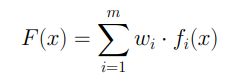 F(x) = \sum_{i=1}^{m} w_i \cdot f_i(x)